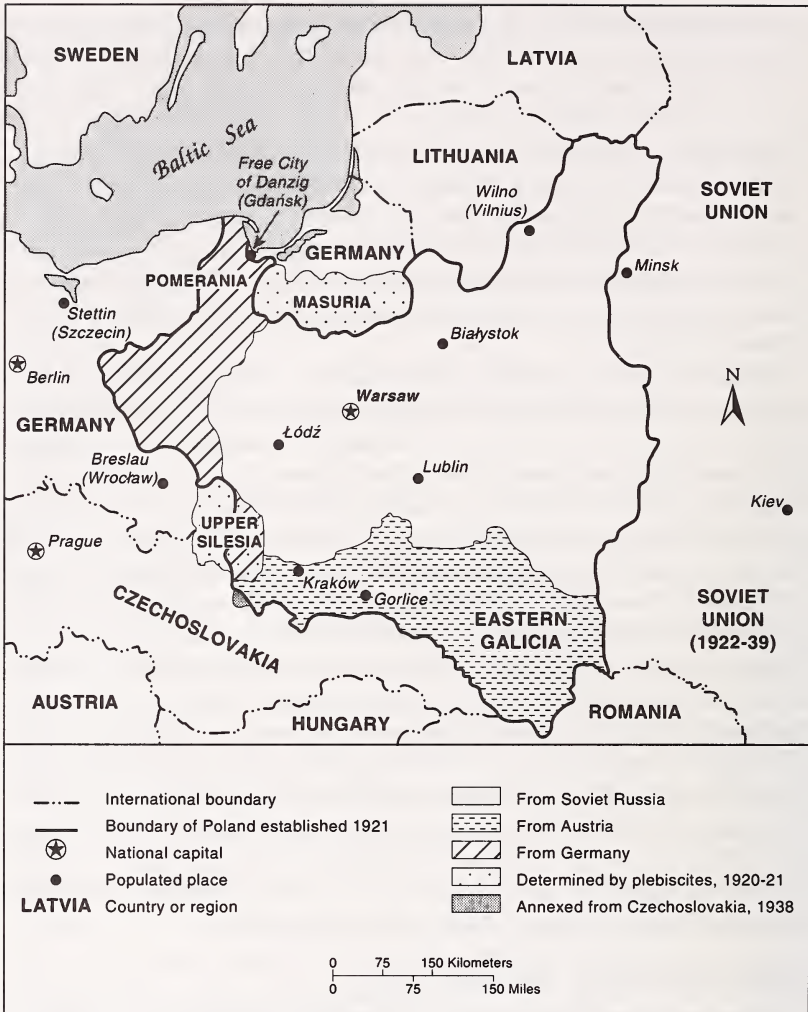 SWEDEN
LATVIA
Baltic Sea
Free City
of Danzig
(Gdańsk)
LITHUANIA
Wilno
(Vilnius)
SOVIET
UNION
GERMANY
POMERANIA
MASURIA
Minsk
Stettin
(Szczecin)
Białystok
Berlin
Warsaw
N
GERMANY
Łódź
Breslau
(Wrocław)
Lublin
Kiev
UPPER
SILESIA
Prague
Kraków
Gorlice
CZECHOSLOVAKIA
EASTERN
GALICIA
SOVIET
UNION
(1922-39)
AUSTRIA
HUNGARY
ROMANIA
International boundary
Boundary of Poland established 1921
National capital
Populated place
LATVIA Country or region
From Soviet Russia
From Austria
From Germany
Determined by plebiscites, 1920-21
Annexed from Czechoslovakia, 1938
0 75 150 Kilometers
0 75 150 Miles